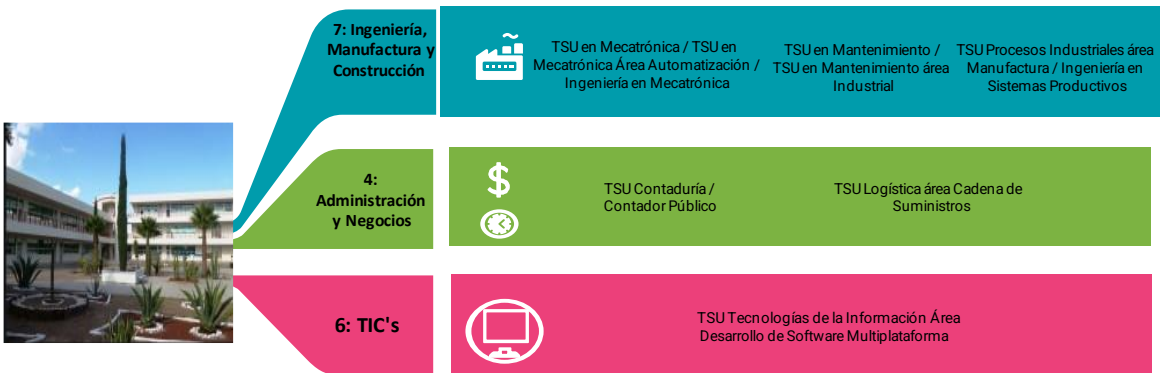 7: Ingeniería,
Manufactura y
Construcción
TSU en Mecatrónica / TSU en
Mecatrónica Área Automatización /
Ingeniería en Mecatrónica
TSU en Mantenimiento /
TSU en Mantenimiento área
Industrial
TSU Procesos Industriales área
Manufactura / Ingeniería en
Sistemas Productivos
4:
Administración
y Negocios
$
TSU Contaduría /
Contador Público
TSU Logística área Cadena de
Suministros
6: TIC's
TSU Tecnologías de la Información Área
Desarrollo de Software Multiplataforma